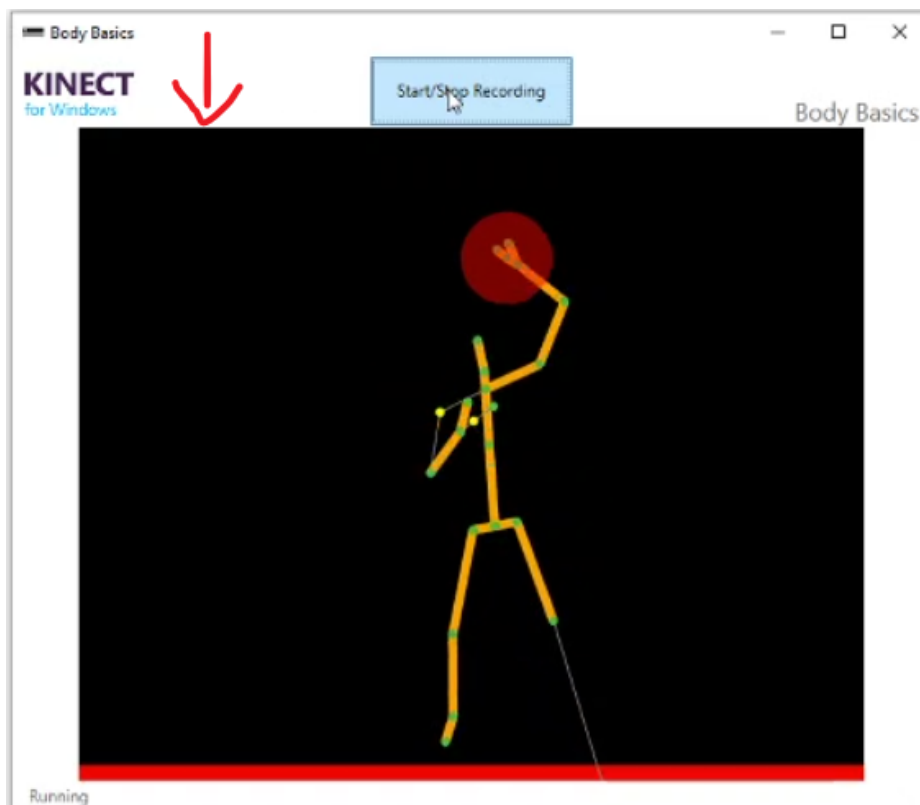 Body Basics
KINECT
for Windows
Start/Stop Recording
Body Basics
Running